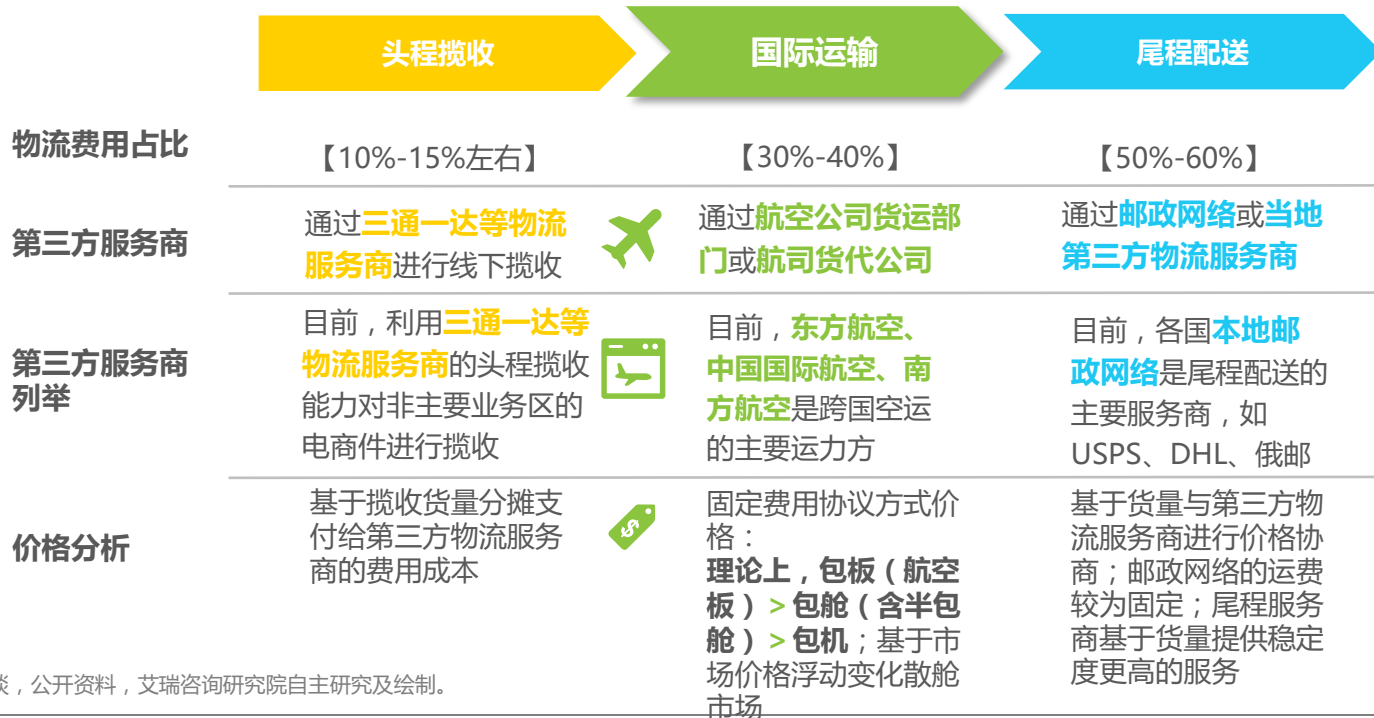 头程揽收
国际运输
尾程配送
物流费用占比
【10%-15%左右】
【30%-40%】
【50%-60%】
第三方服务商
通过三通一达等物流
服务商进行线下揽收
通过航空公司货运部
门或航司货代公司
通过邮政网络或当地
第三方物流服务商
第三方服务商
列举
目前，利用三通一达等
物流服务商的头程揽收
能力对非主要业务区的
电商件进行揽收
目前，东方航空、
中国国际航空、南
方航空是跨国空运
的主要运力方
目前，各国本地邮
政网络是尾程配送的
主要服务商，如
USPS、DHL、俄邮
价格分析
基于揽收货量分摊支
付给第三方物流服务
商的费用成本
$
固定费用协议方式价
格：
理论上，包板（航空
板）>包舱（含半包
舱）>包机；基于市
场价格浮动变化散舱
市场
基于货量与第三方物
流服务商进行价格协
商；邮政网络的运费
较为固定；尾程服务
商基于货量提供稳定
度更高的服务
谈，公开资料，艾瑞咨询研究院自主研究及绘制。